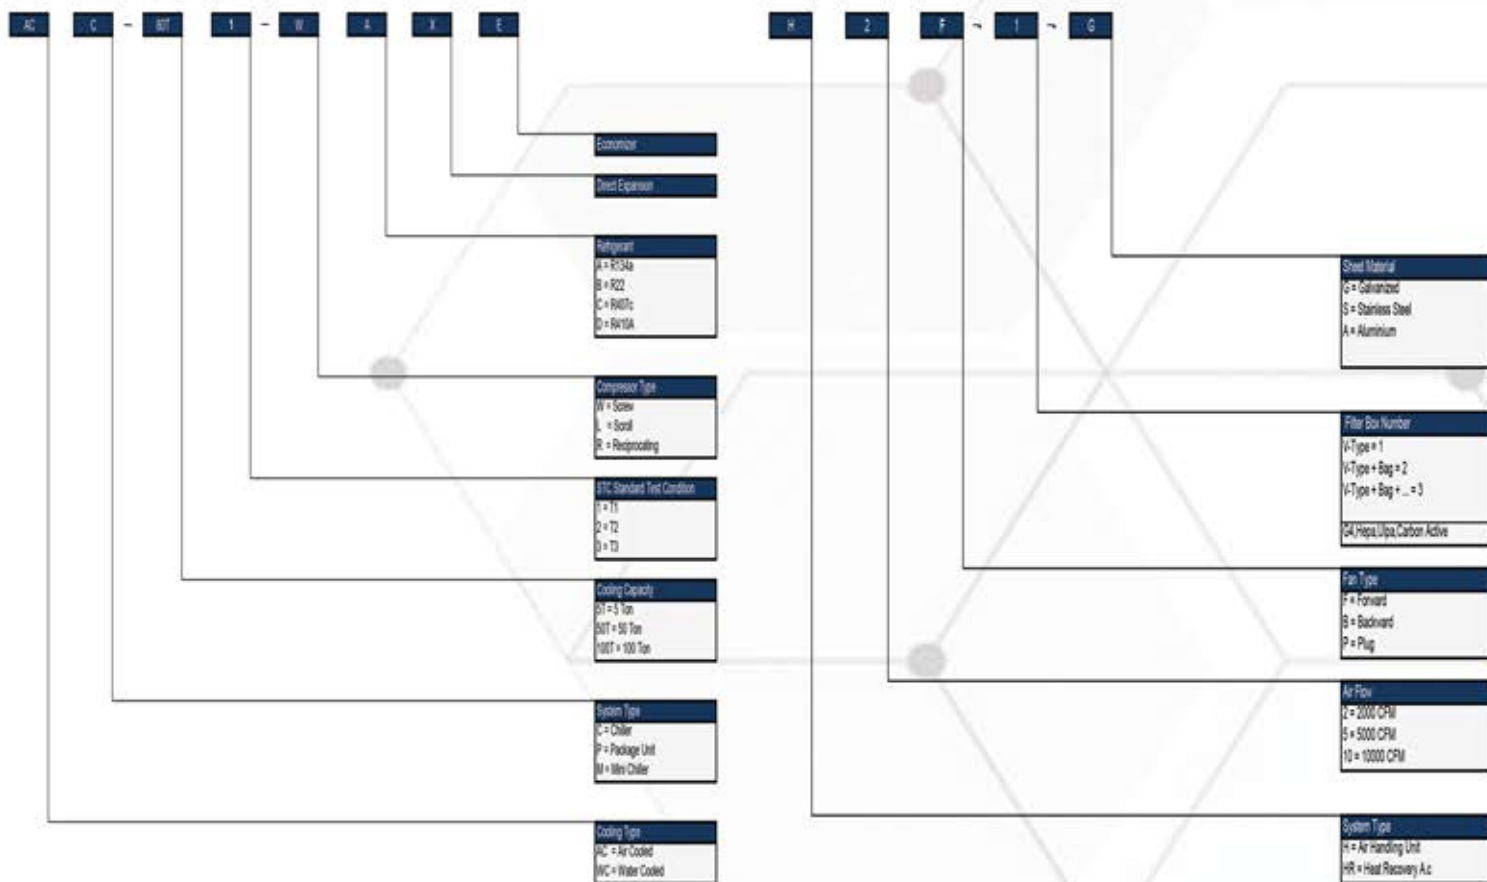 AC C – 80T 1 – W A X E
H 2 F – 1 – G
Economizer
Direct Expansion
Refrigerant
A = R134a
B = R22
C = R407c
D = R410A
Compressor Type
W = Screw
L = Scroll
R = Reciprocating
STC Standard Test Condition
1 = T1
2 = T2
3 = T3
Cooling Capacity
5T = 5 Ton
50T = 50 Ton
100T = 100 Ton
System Type
C = Chiller
P = Package Unit
M = Mini Chiller
Cooling Type
AC = Air Cooled
WC = Water Cooled
Sheet Material
G = Galvanized
S = Stainless Steel
A = Aluminium
Filter Box Number
V-Type = 1
V-Type + Bag = 2
V-Type + Bag + ... = 3
G4,Hepa,Ulpa,Carbon Active
Fan Type
F = Forward
B = Backward
P = Plug
Air Flow
2 = 2000 CFM
5 = 5000 CFM
10 = 10000 CFM
System Type
H = Air Handling Unit
HR = Heat Recovery A.c